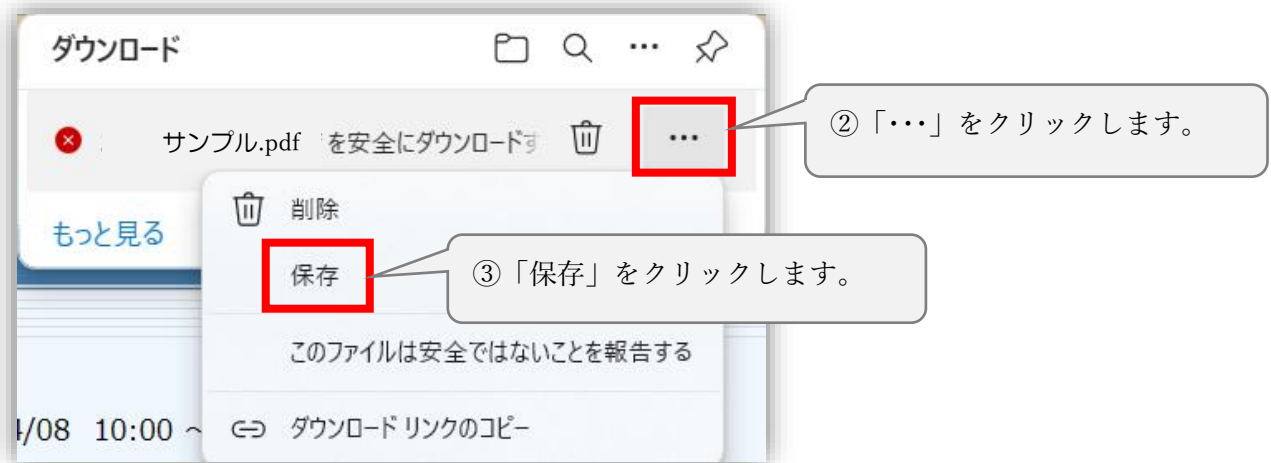 ダウンロード
サンプル.pdf を安全にダウンロードす
②「・・・」をクリックします。
削除
もっと見る
保存
③「保存」をクリックします。
このファイルは安全ではないことを報告する
/08 10:00 ～
ダウンロード リンクのコピー